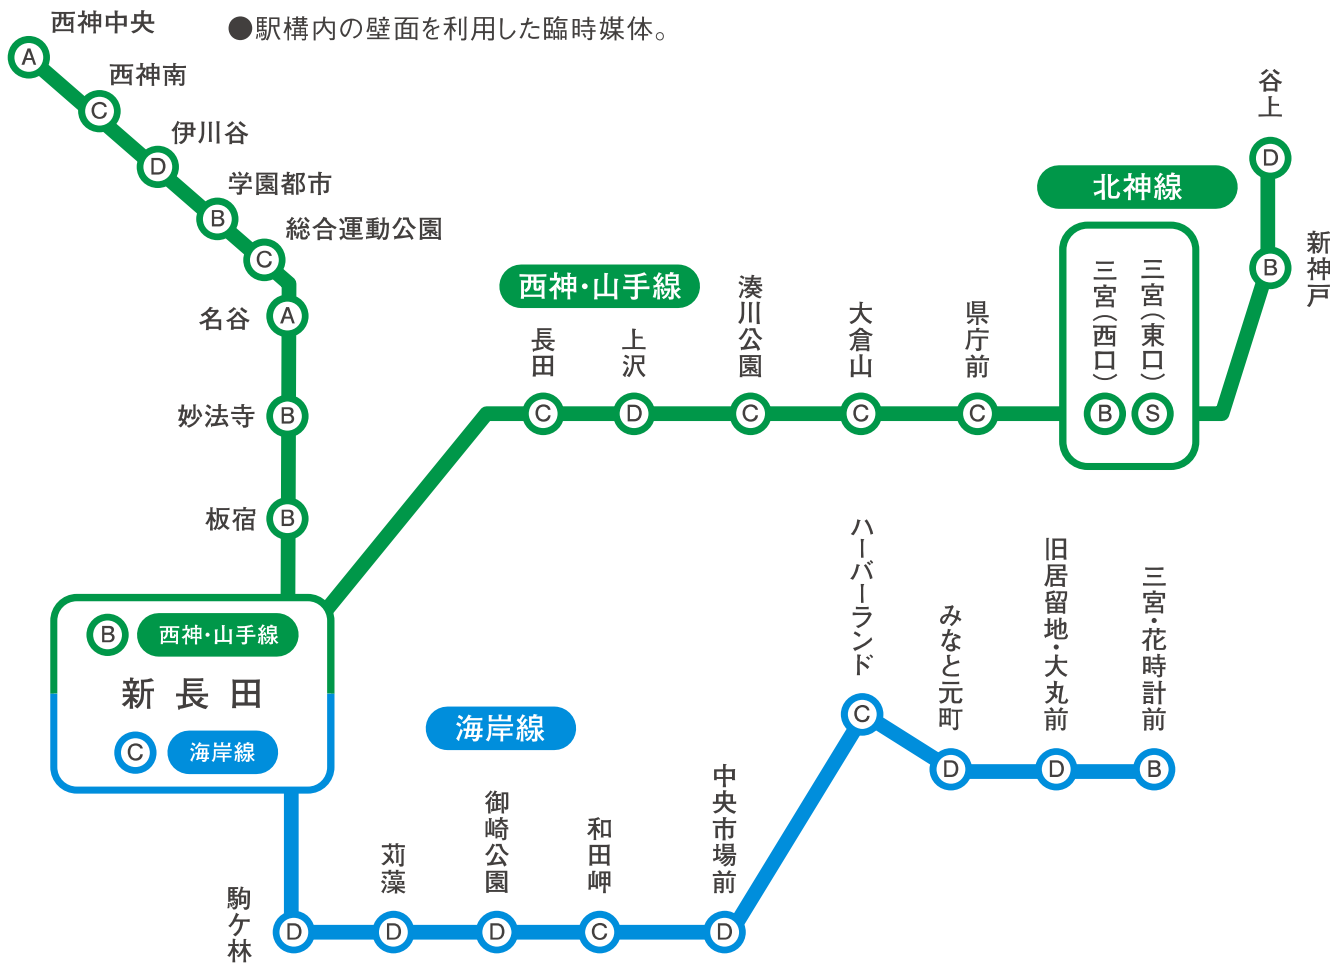 ●駅構内の壁面を利用した臨時媒体。
西神中央
A
西神南
C
伊川谷
D
学園都市
B
総合運動公園
C
名谷
A
妙法寺
B
板宿
B
B
西神・山手線
新長田
C
海岸線
西神・山手線
長田
C
上沢
D
湊川公園
C
大倉山
C
県庁前
C
三宮（西口）
B
三宮（東口）
S
北神線
新神戸
B
谷上
D
海岸線
駒ケ林
D
苅藻
D
御崎公園
D
和田岬
C
中央市場前
D
ハーバーランド
C
みなと元町
D
旧居留地・大丸前
D
三宮・花時計前
B